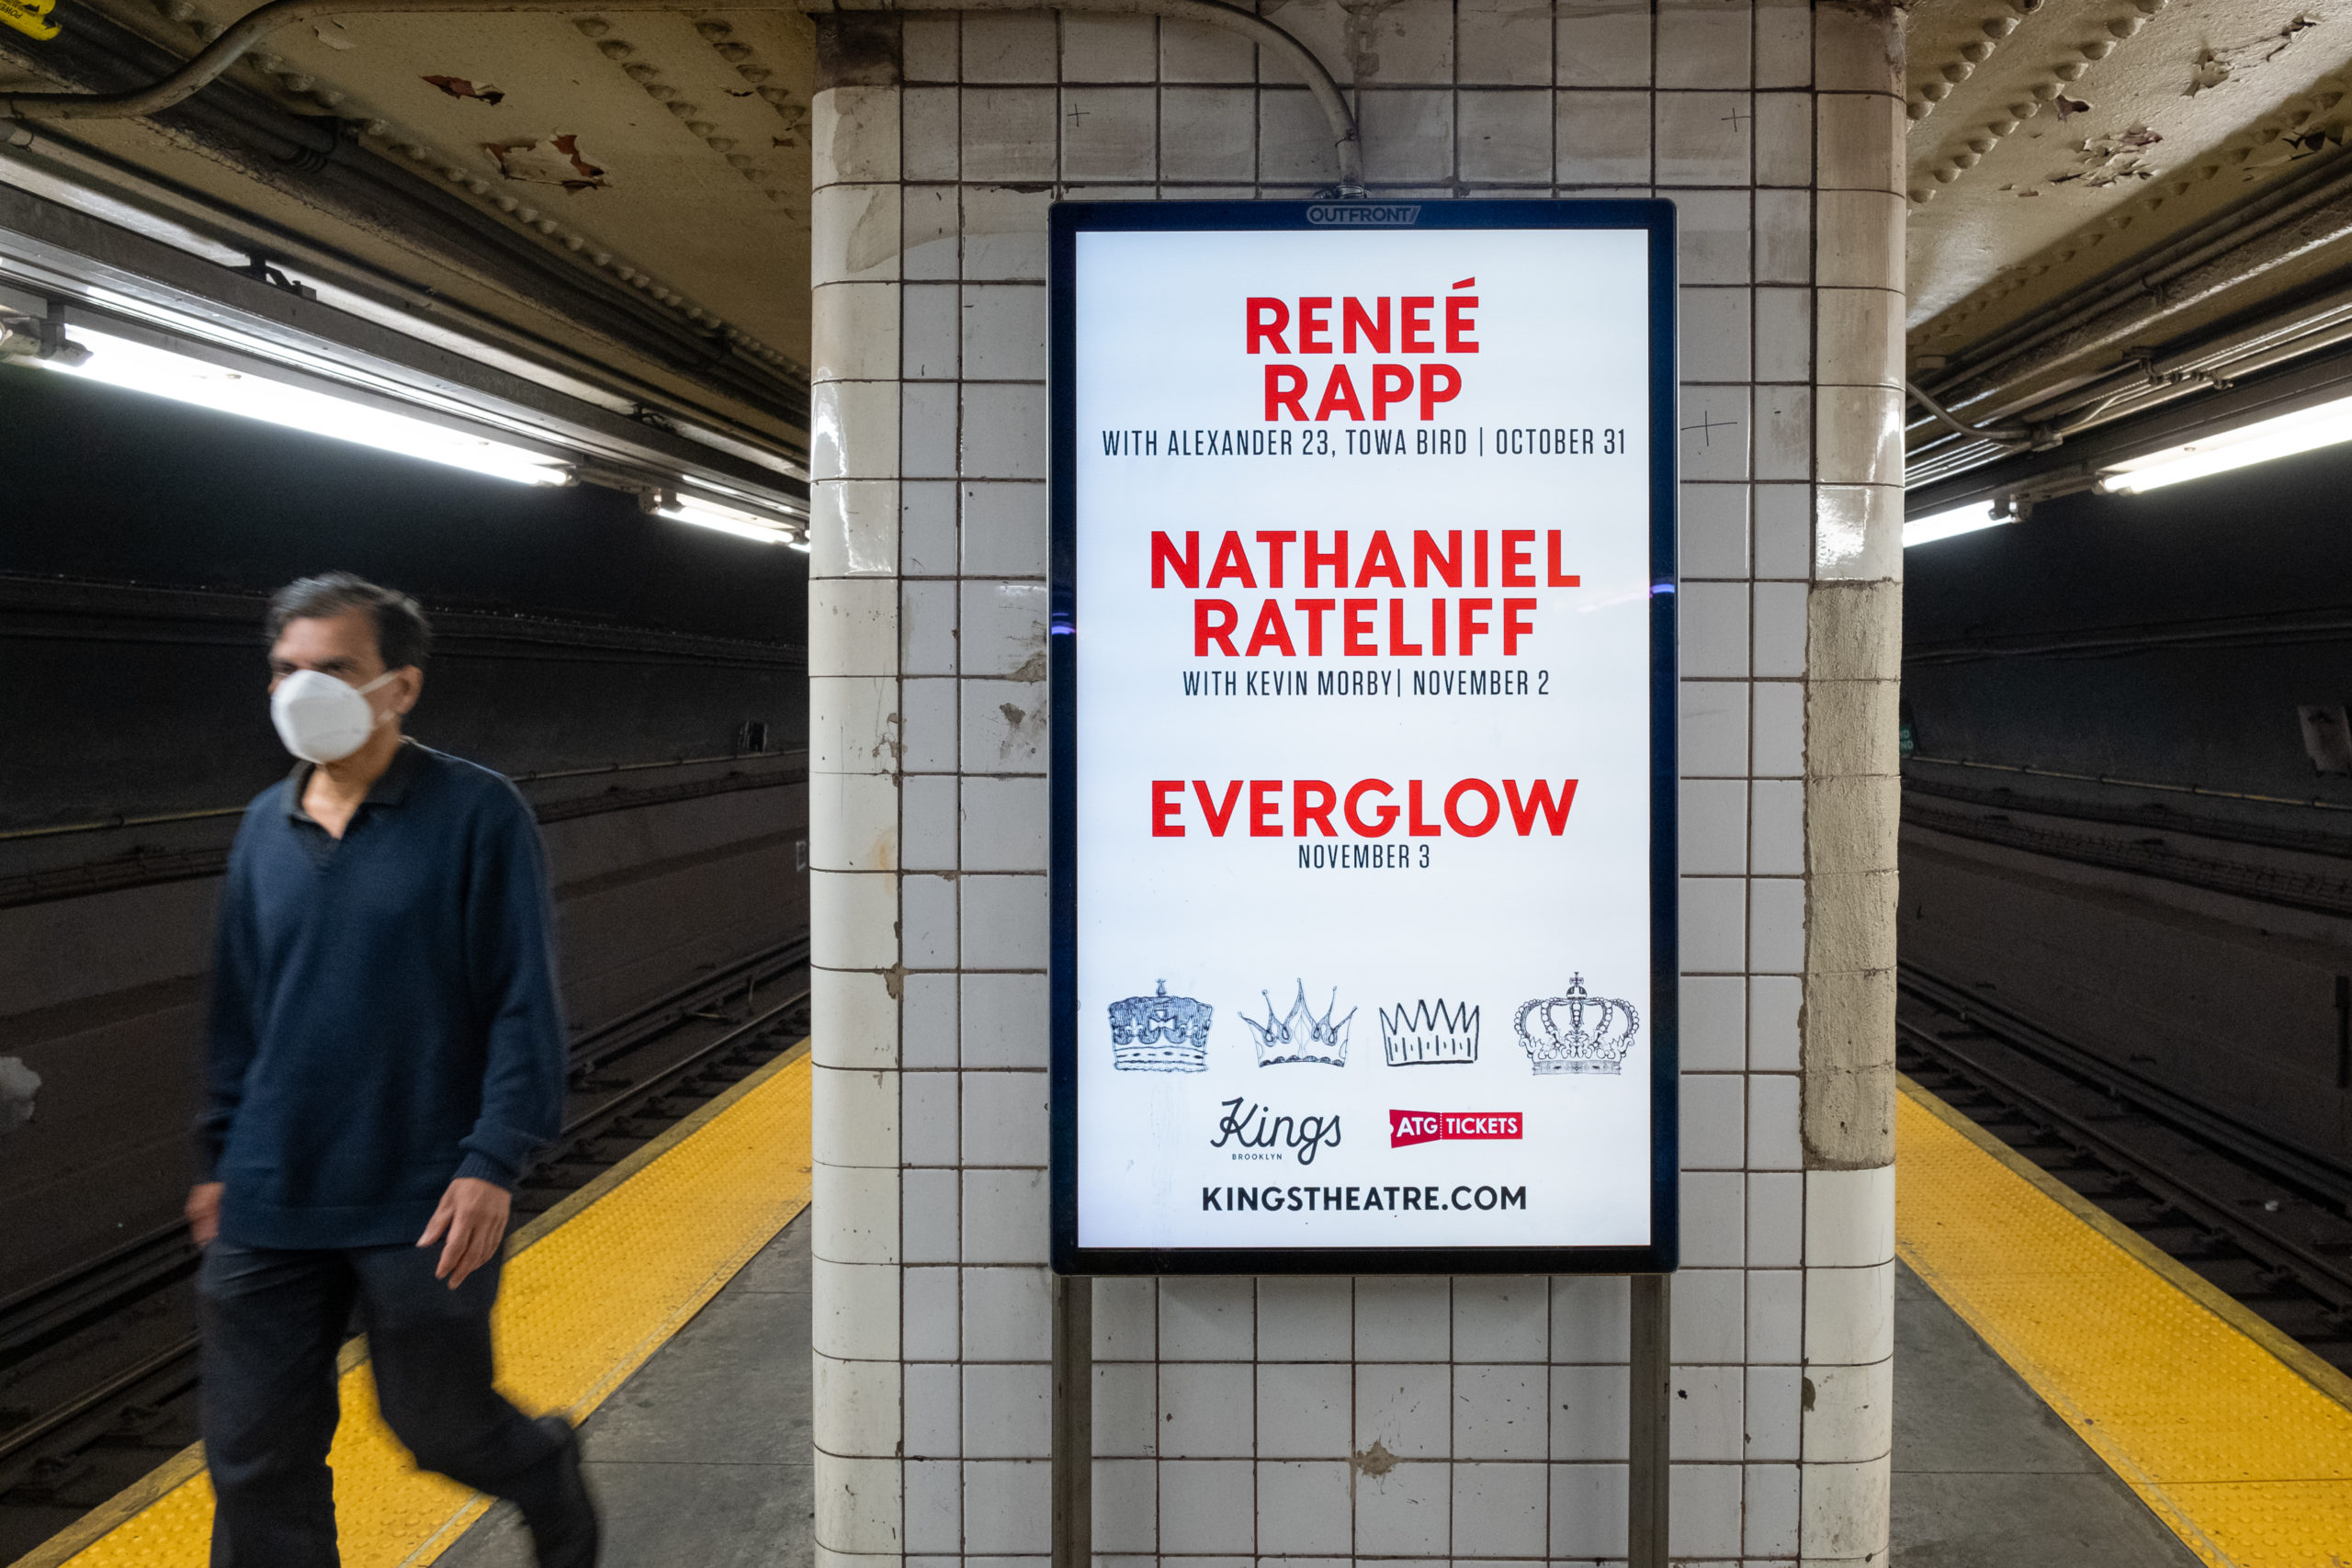 OUTFRONT/
RENEÉ
RAPP
WITH ALEXANDER 23, TOWA BIRD | OCTOBER 31
NATHANIEL
RATELIFF
WITH KEVIN MORBY| NOVEMBER 2
EVERGLOW
NOVEMBER 3
Kings
BROOKLYN
ATG TICKETS
KINGSTHEATRE.COM